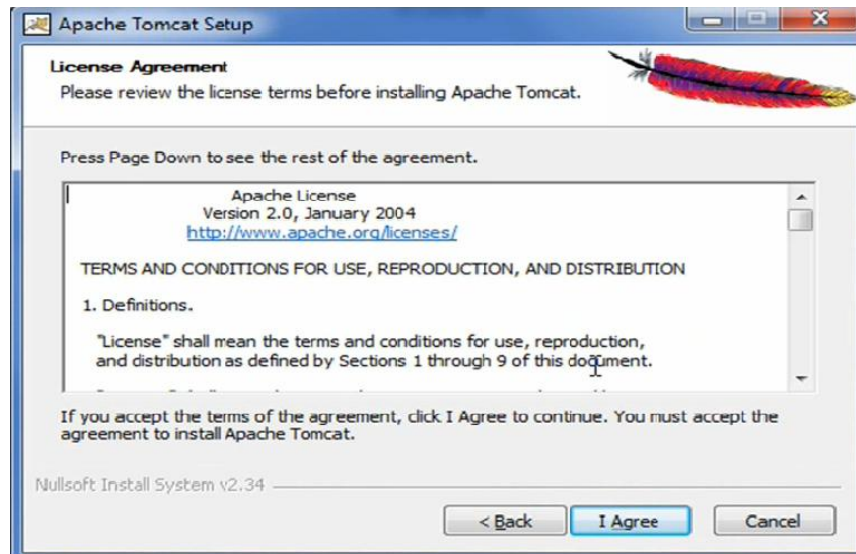 Apache Tomcat Setup
License Agreement
Please review the license terms before installing Apache Tomcat.
Press Page Down to see the rest of the agreement.
Apache License
Version 2.0, January 2004
http://www.apache.org/licenses/
TERMS AND CONDITIONS FOR USE, REPRODUCTION, AND DISTRIBUTION
1. Definitions.
"License" shall mean the terms and conditions for use, reproduction,
and distribution as defined by Sections 1 through 9 of this document.
If you accept the terms of the agreement, click I Agree to continue. You must accept the
agreement to install Apache Tomcat.
Nullsoft Install System v2.34
< Back I Agree Cancel